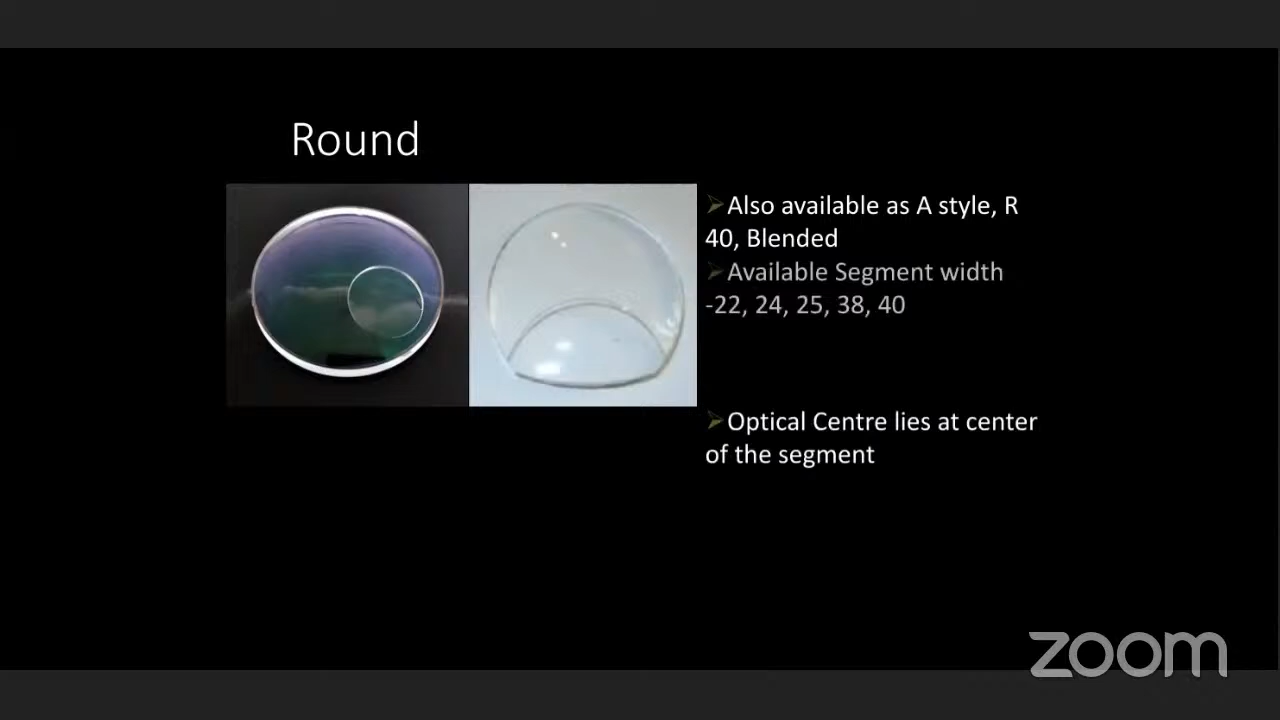 Round
➢Also available as A style, R
40, Blended
➢Available Segment width
-22, 24, 25, 38, 40
➢Optical Centre lies at center
of the segment
zoom